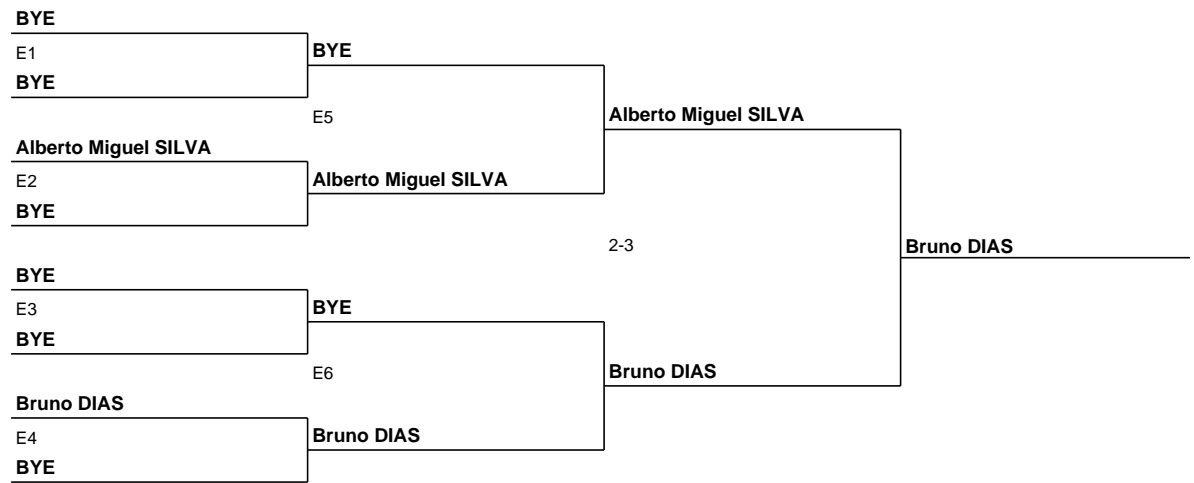 BYE
E1
BYE
BYE
E5
Alberto Miguel SILVA
Alberto Miguel SILVA
E2
Alberto Miguel SILVA
BYE
2-3
Bruno DIAS
BYE
E3
BYE
BYE
E6
Bruno DIAS
Bruno DIAS
E4
Bruno DIAS
BYE